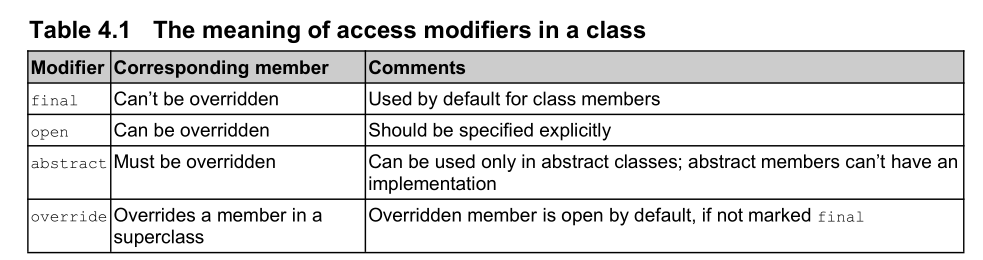 Table 4.1 The meaning of access modifiers in a class
Modifier Corresponding member Comments
final Can't be overridden Used by default for class members
open Can be overridden Should be specified explicitly
abstract Must be overridden Can be used only in abstract classes; abstract members can't have an
implementation
override Overrides a member in a Overridden member is open by default, if not marked final
superclass